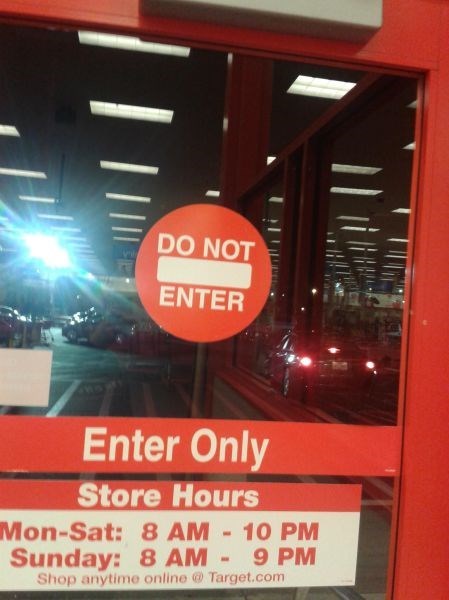 DO NOT
ENTER
Enter Only
Store Hours
Mon-Sat: 8 AM - 10 PM
Sunday: 8 AM - 9 PM
Shop anytime online @ Target.com